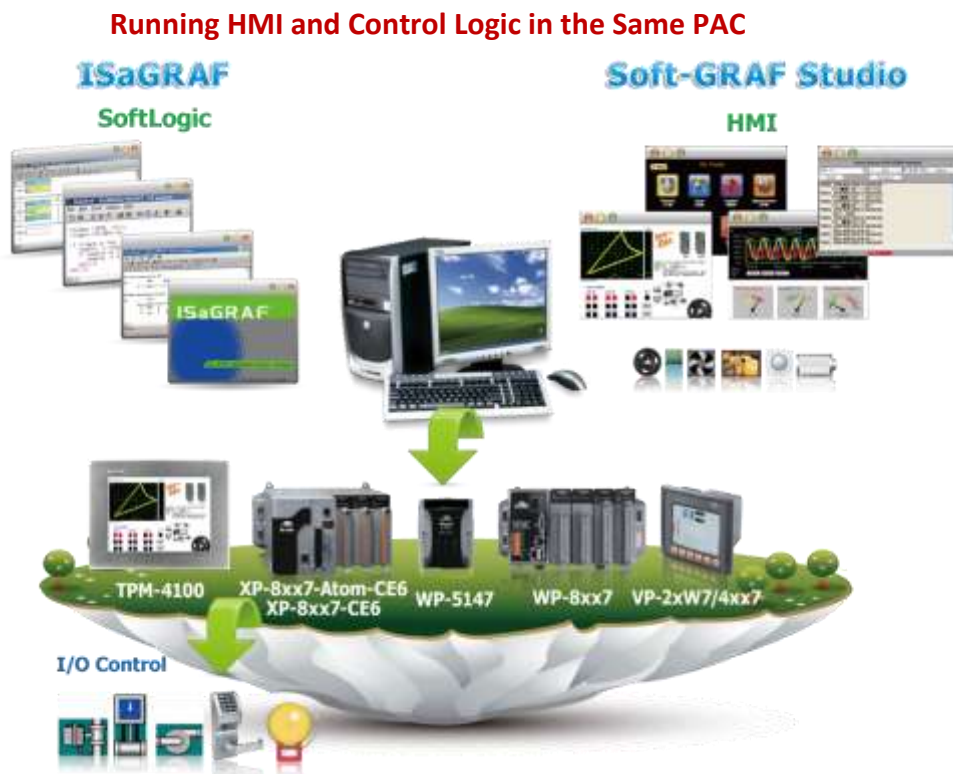 Running HMI and Control Logic in the Same PAC
ISaGRAF
Soft-GRAF Studio
SoftLogic
HMI
ISaGRAF
TPM-4100
XP-8xx7-Atom-CE6
XP-8xx7-CE6
WP-5147
WP-8xx7
VP-2xW7/4xx7
I/O Control